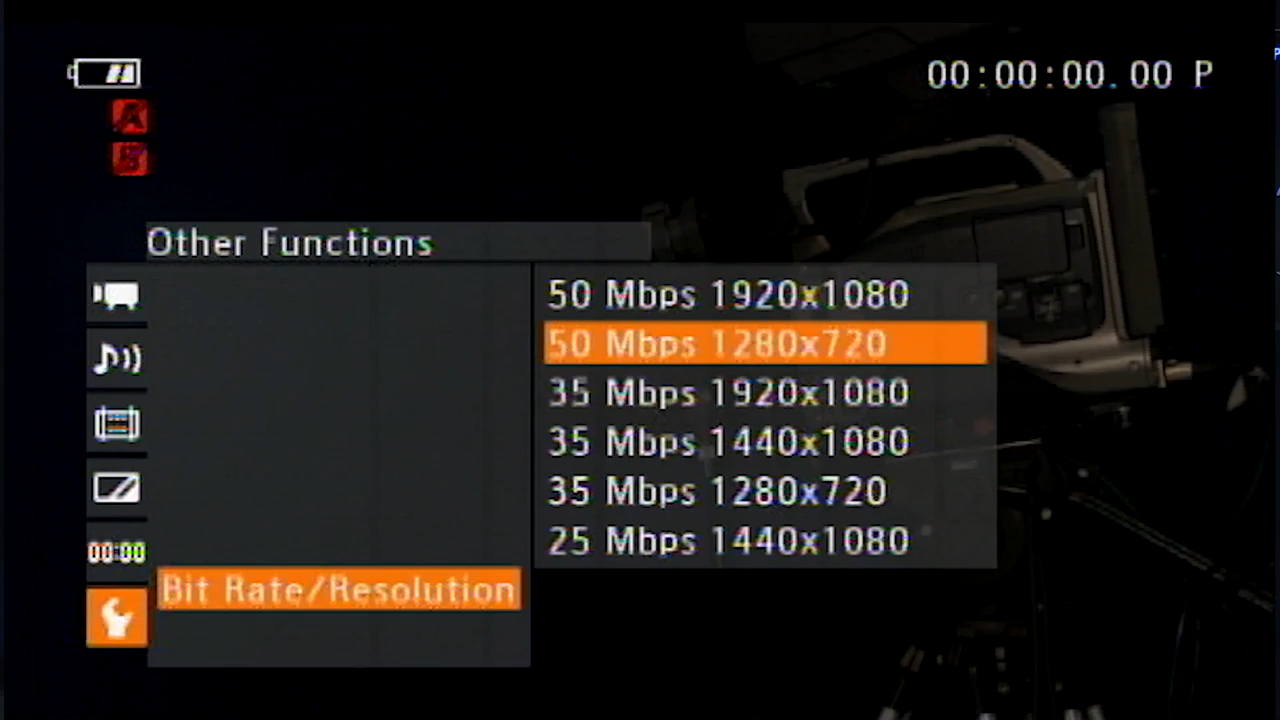 00:00:00.00 P
A
B
Other Functions
50 Mbps 1920x1080
50 Mbps 1280x720
35 Mbps 1920x1080
35 Mbps 1440x1080
35 Mbps 1280x720
25 Mbps 1440x1080
00:00
Bit Rate/Resolution